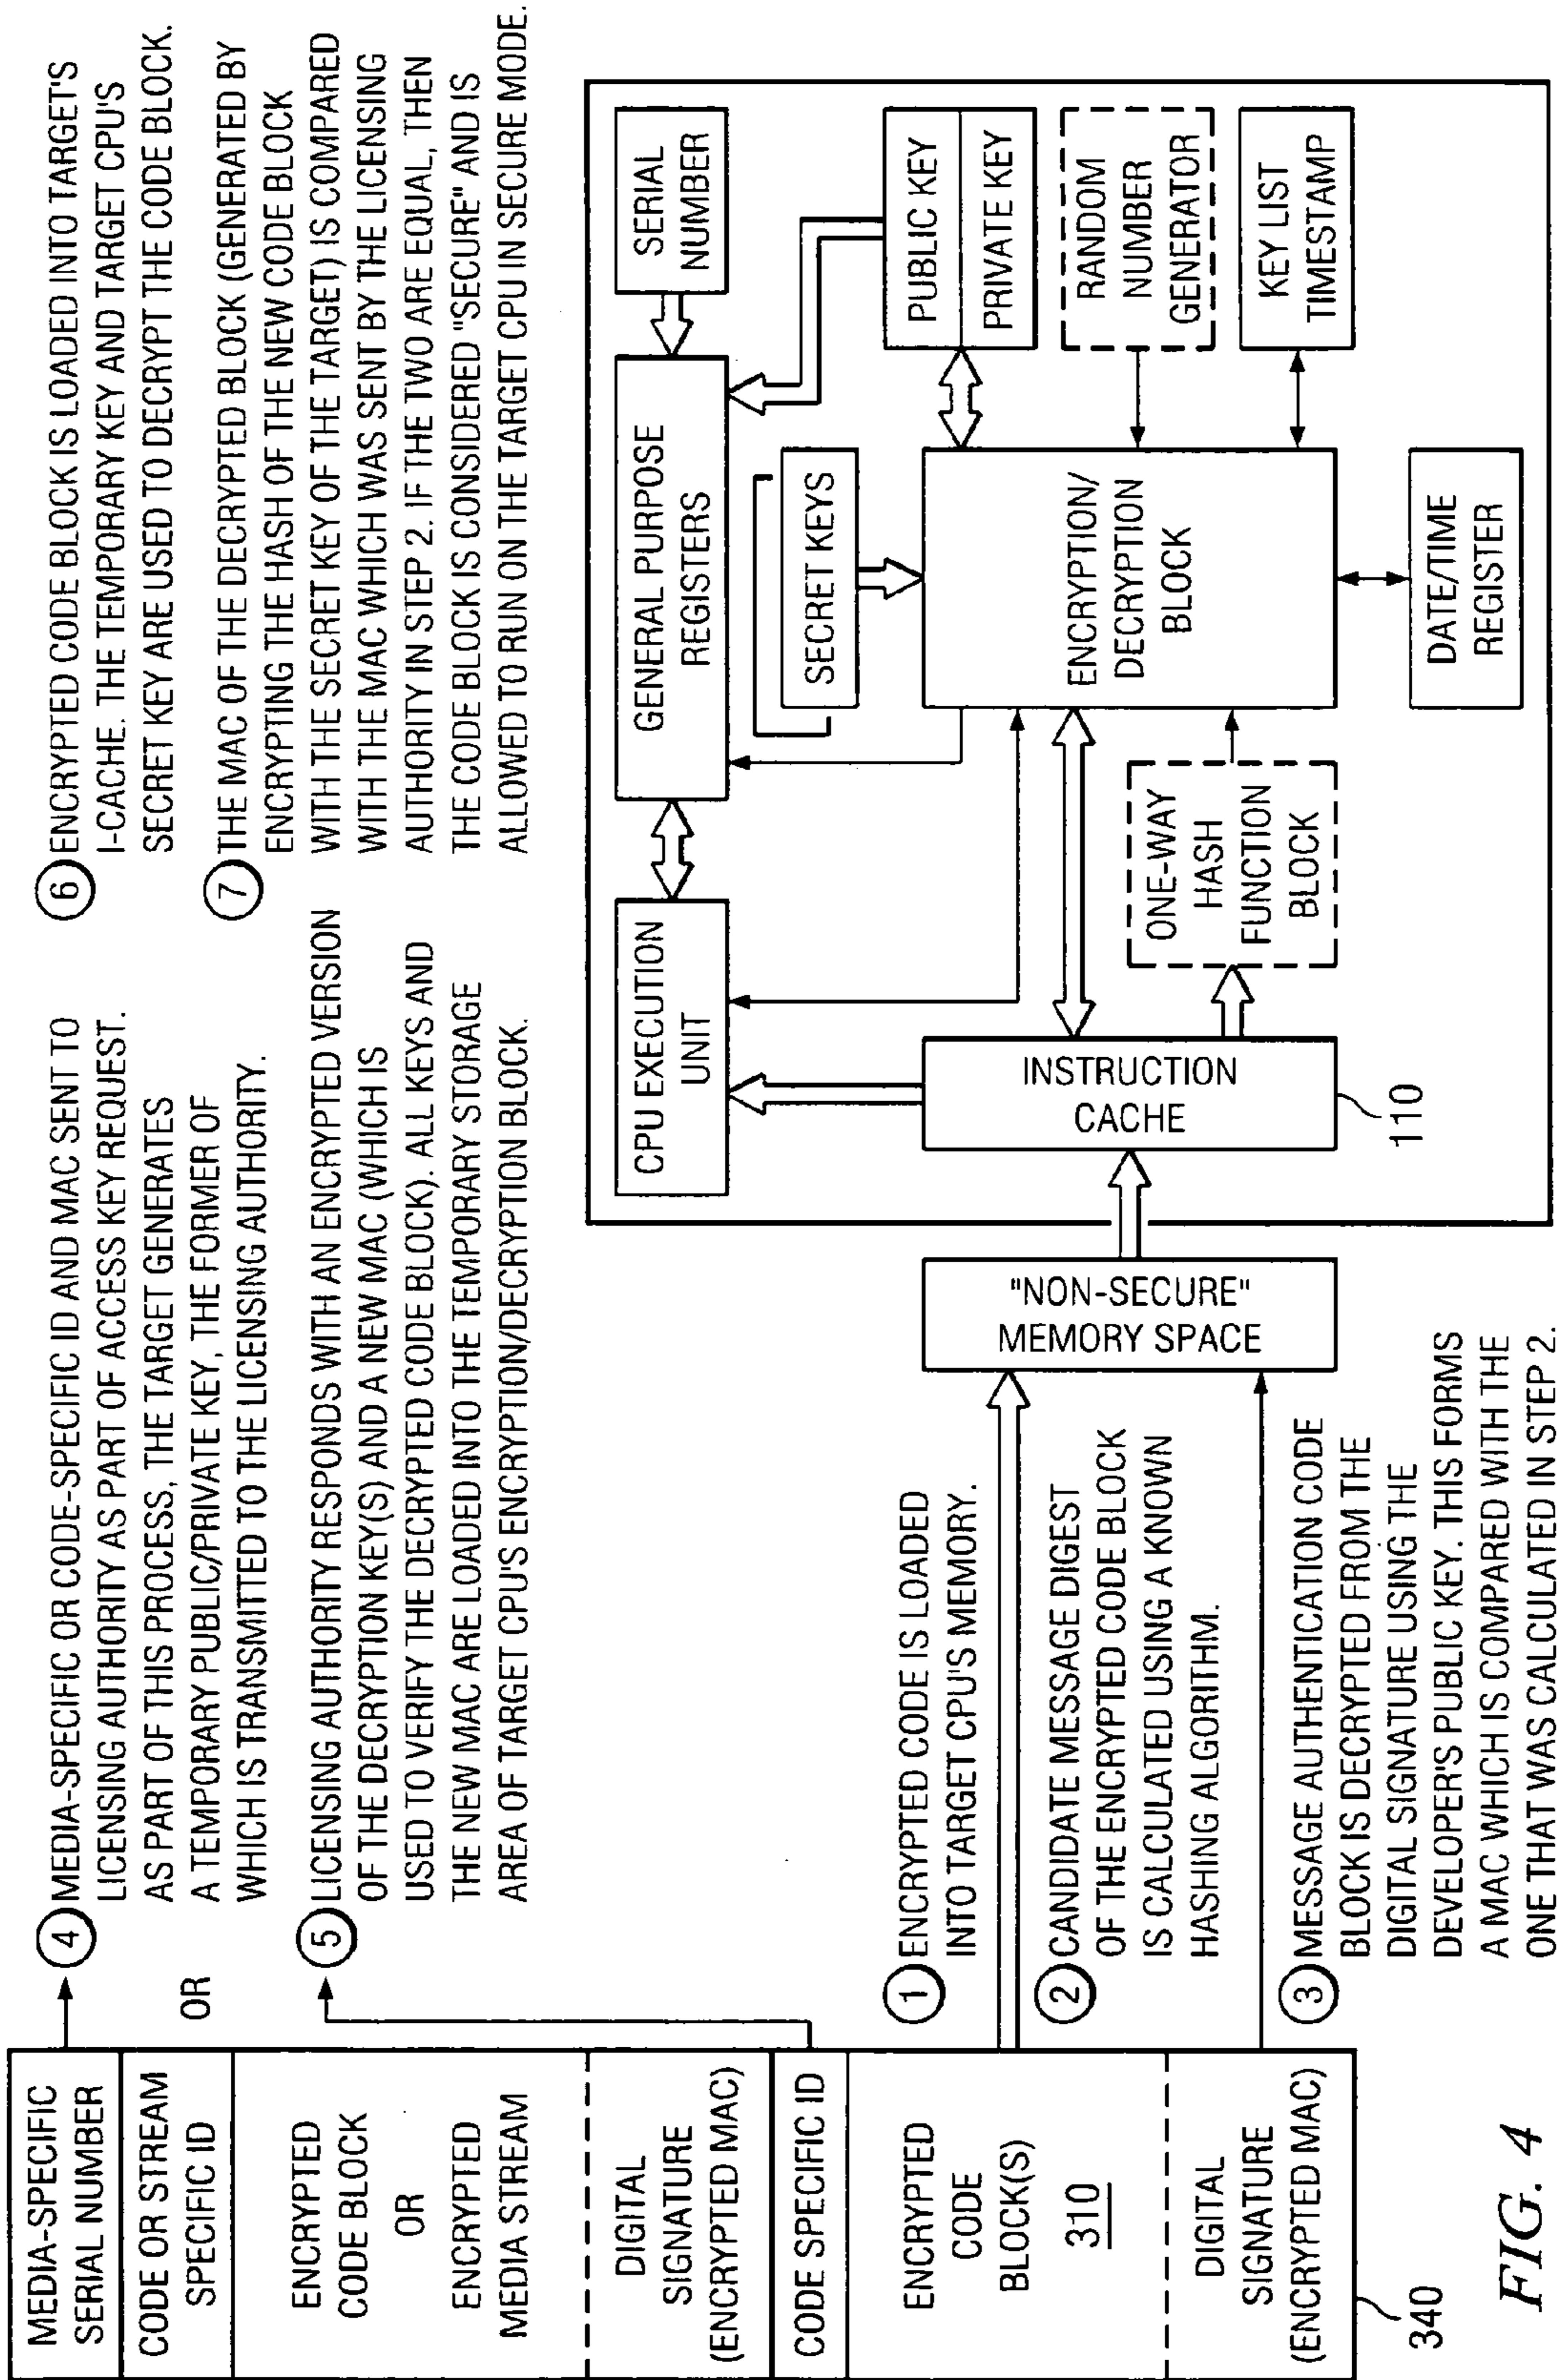 MEDIA-SPECIFIC
SERIAL NUMBER
CODE OR STREAM
SPECIFIC ID
ENCRYPTED
CODE BLOCK
OR
ENCRYPTED
MEDIA STREAM
DIGITAL
SIGNATURE
(ENCRYPTED MAC)
CODE SPECIFIC ID
ENCRYPTED
CODE
BLOCK(S)
310
DIGITAL
SIGNATURE
(ENCRYPTED MAC)
340
OR
4 MEDIA-SPECIFIC OR CODE-SPECIFIC ID AND MAC SENT TO
LICENSING AUTHORITY AS PART OF ACCESS KEY REQUEST.
AS PART OF THIS PROCESS, THE TARGET GENERATES
A TEMPORARY PUBLIC/PRIVATE KEY, THE FORMER OF
WHICH IS TRANSMITTED TO THE LICENSING AUTHORITY.
5 LICENSING AUTHORITY RESPONDS WITH AN ENCRYPTED VERSION
OF THE DECRYPTION KEY(S) AND A NEW MAC (WHICH IS
USED TO VERIFY THE DECRYPTED CODE BLOCK). ALL KEYS AND
THE NEW MAC ARE LOADED INTO THE TEMPORARY STORAGE
AREA OF TARGET CPU'S ENCRYPTION/DECRYPTION BLOCK.
6 ENCRYPTED CODE BLOCK IS LOADED INTO TARGET'S
I-CACHE. THE TEMPORARY KEY AND TARGET CPU'S
SECRET KEY ARE USED TO DECRYPT THE CODE BLOCK.
7 THE MAC OF THE DECRYPTED BLOCK (GENERATED BY
ENCRYPTING THE HASH OF THE NEW CODE BLOCK
WITH THE SECRET KEY OF THE TARGET) IS COMPARED
WITH THE MAC WHICH WAS SENT BY THE LICENSING
AUTHORITY IN STEP 2. IF THE TWO ARE EQUAL, THEN
THE CODE BLOCK IS CONSIDERED "SECURE" AND IS
ALLOWED TO RUN ON THE TARGET CPU IN SECURE MODE.
1 ENCRYPTED CODE IS LOADED
INTO TARGET CPU'S MEMORY.
2 CANDIDATE MESSAGE DIGEST
OF THE ENCRYPTED CODE BLOCK
IS CALCULATED USING A KNOWN
HASHING ALGORITHM.
3 MESSAGE AUTHENTICATION CODE
BLOCK IS DECRYPTED FROM THE
DIGITAL SIGNATURE USING THE
DEVELOPER'S PUBLIC KEY. THIS FORMS
A MAC WHICH IS COMPARED WITH THE
ONE THAT WAS CALCULATED IN STEP 2.
"NON-SECURE"
MEMORY SPACE
CPU EXECUTION
UNIT
GENERAL PURPOSE
REGISTERS
SERIAL
NUMBER
SECRET KEYS
PUBLIC KEY
PRIVATE KEY
INSTRUCTION
CACHE
110
ONE-WAY
HASH
FUNCTION
BLOCK
ENCRYPTION/
DECRYPTION
BLOCK
RANDOM
NUMBER
GENERATOR
KEY LIST
TIMESTAMP
DATE/TIME
REGISTER
FIG. 4